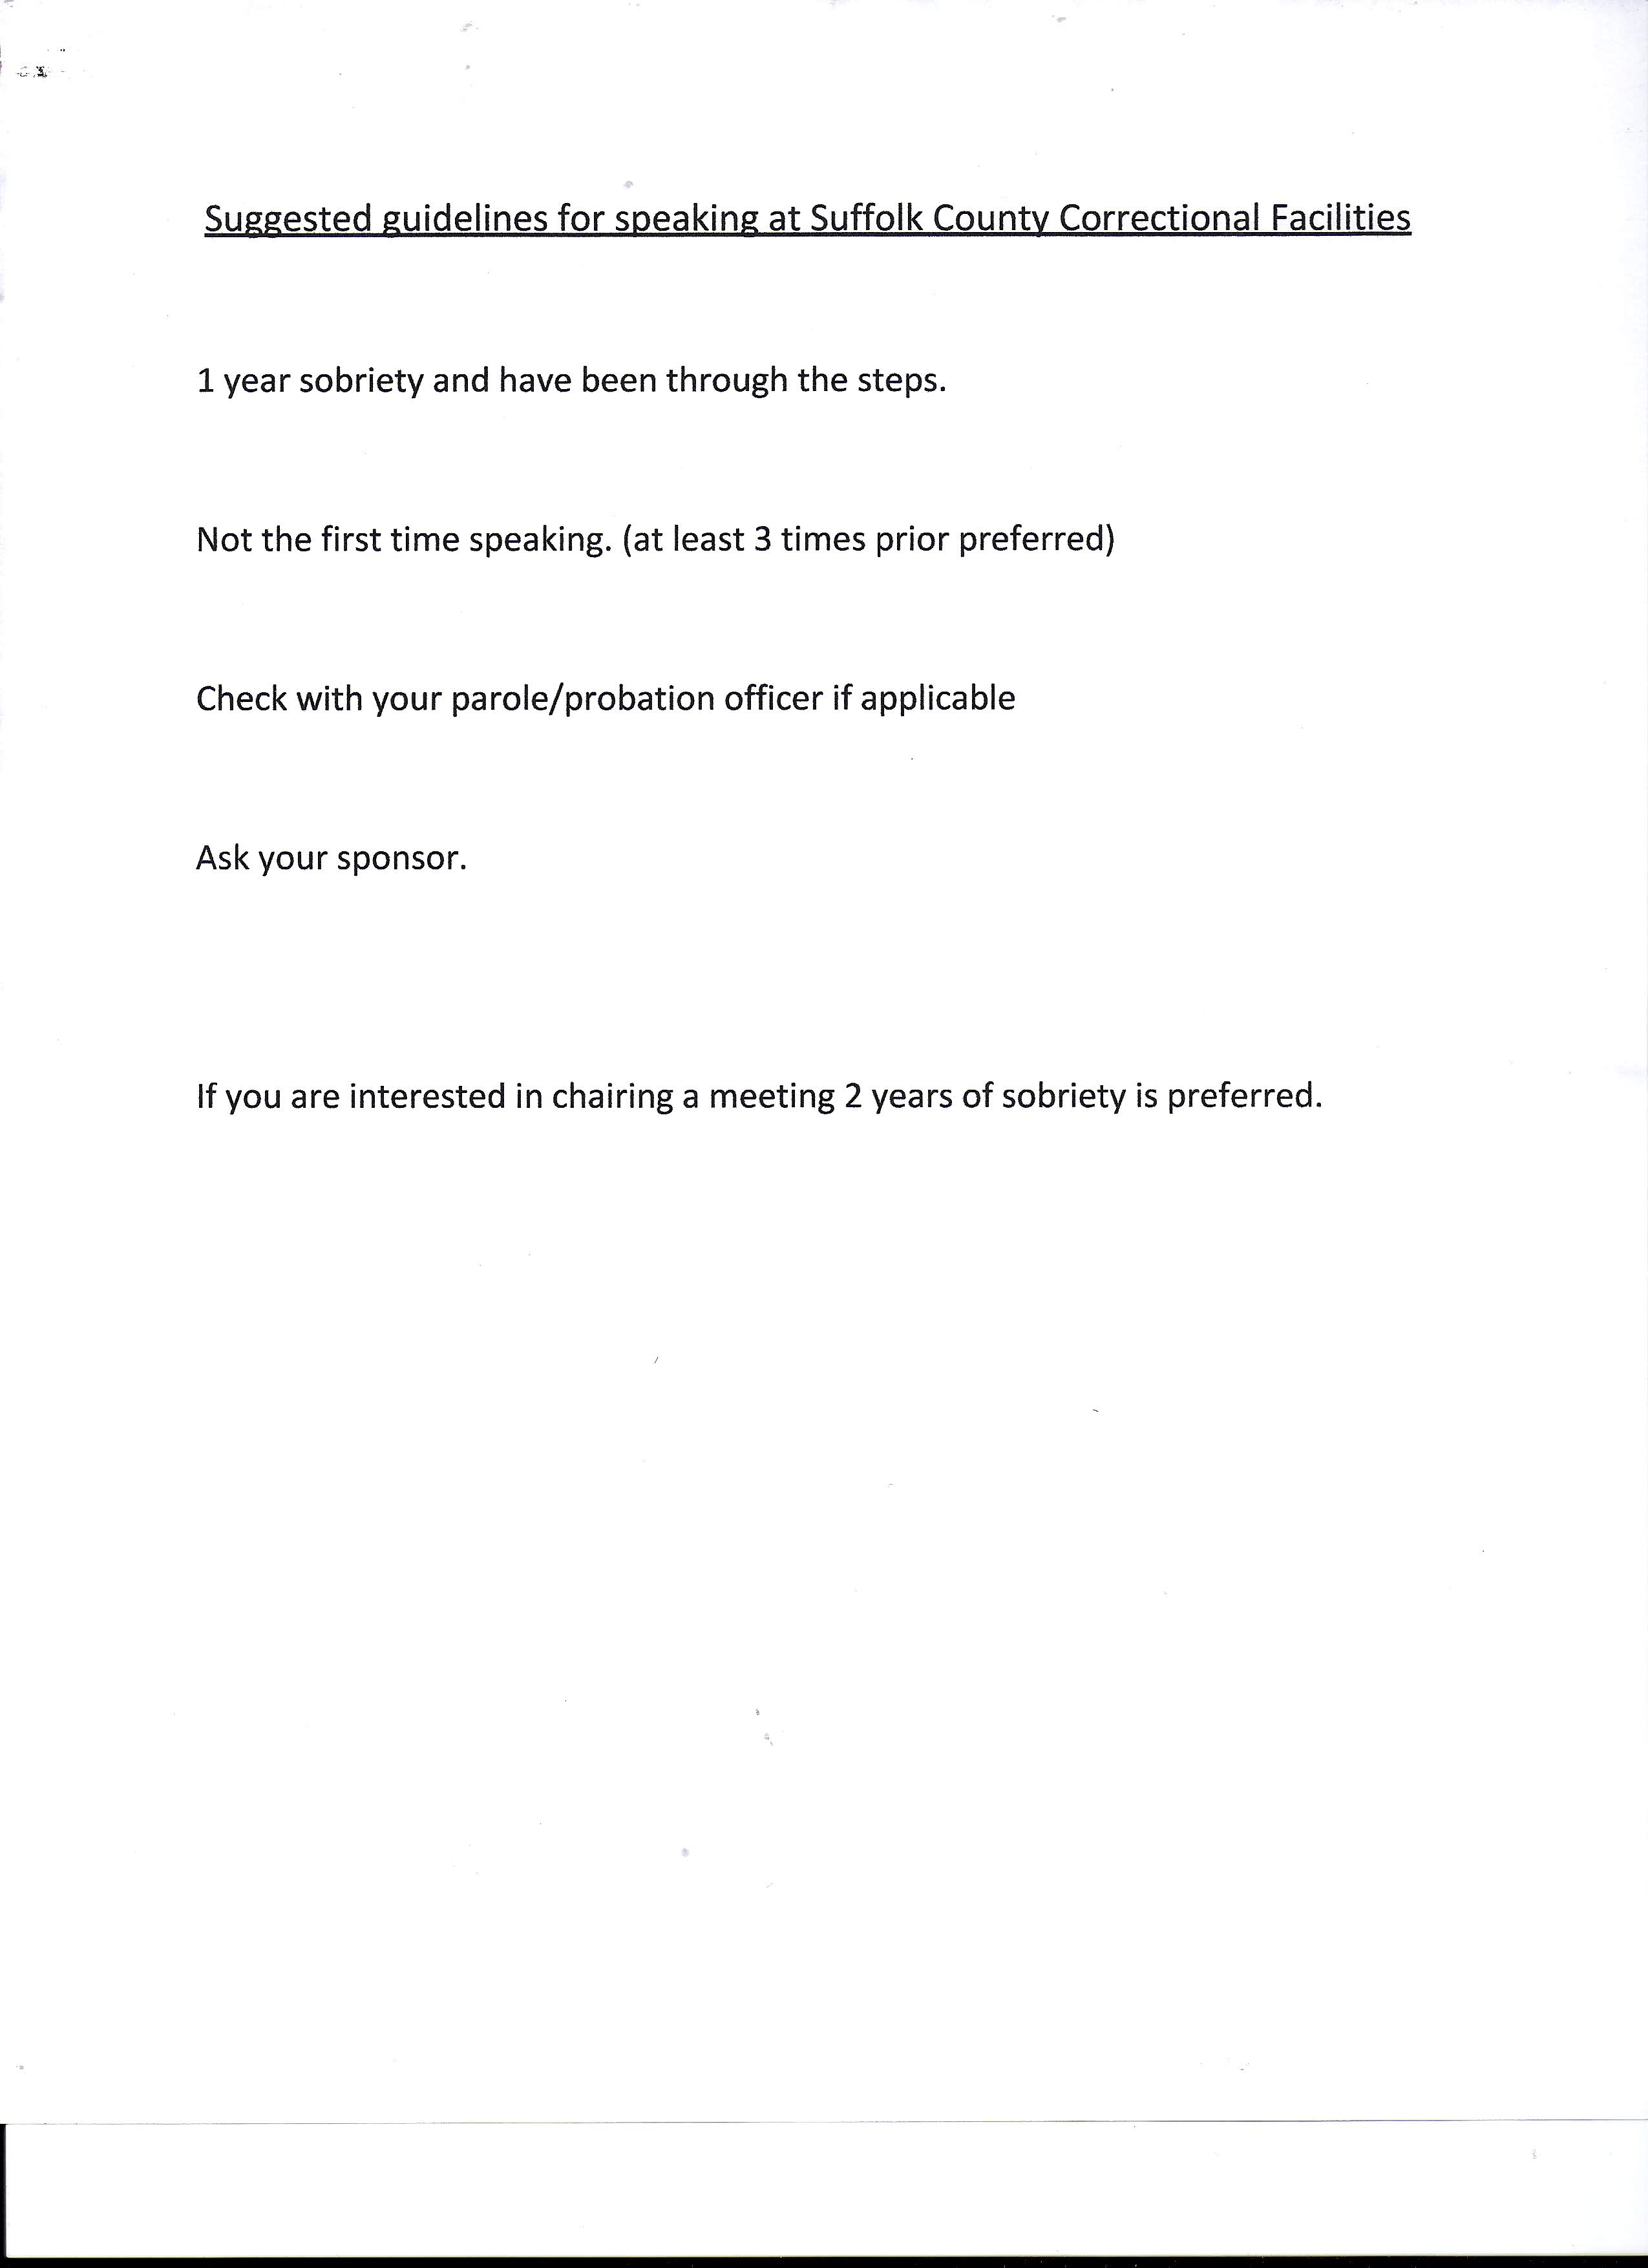 Suggested guidelines for speaking at Suffolk County Correctional Facilities
1 year sobriety and have been through the steps.
Not the first time speaking. (at least 3 times prior preferred)
Check with your parole/probation officer if applicable
Ask your sponsor.
If you are interested in chairing a meeting 2 years of sobriety is preferred.